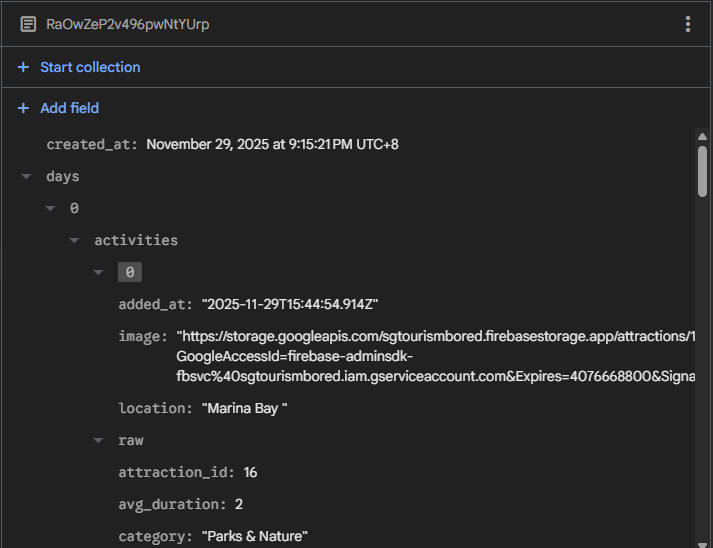 RaOwZeP2v496pwNtYUrp
+ Start collection
+ Add field
created_at: November 29, 2025 at 9:15:21 PM UTC+8
days
0
activities
0
added_at: "2025-11-29T15:44:54.914Z"
image: "https://storage.googleapis.com/sgtourismbored.firebasestorage.app/attractions/1
GoogleAccessId=firebase-adminsdk-
fbsvc%40sgtourismbored.iam.gserviceaccount.com&Expires=4076668800&Signa
location: "Marina Bay "
raw
attraction_id: 16
avg_duration: 2
category: "Parks & Nature"